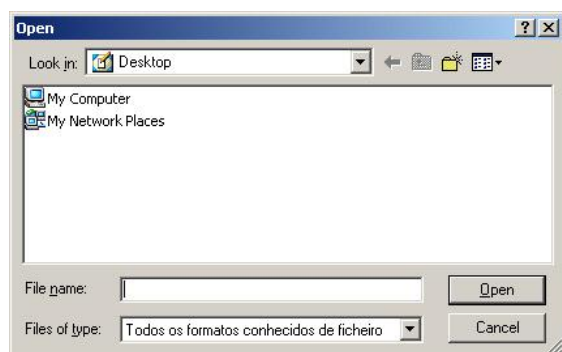 Open
Look in: Desktop
My Computer
My Network Places
File name: Open
Files of type: Todos os formatos conhecidos de ficheiro Cancel